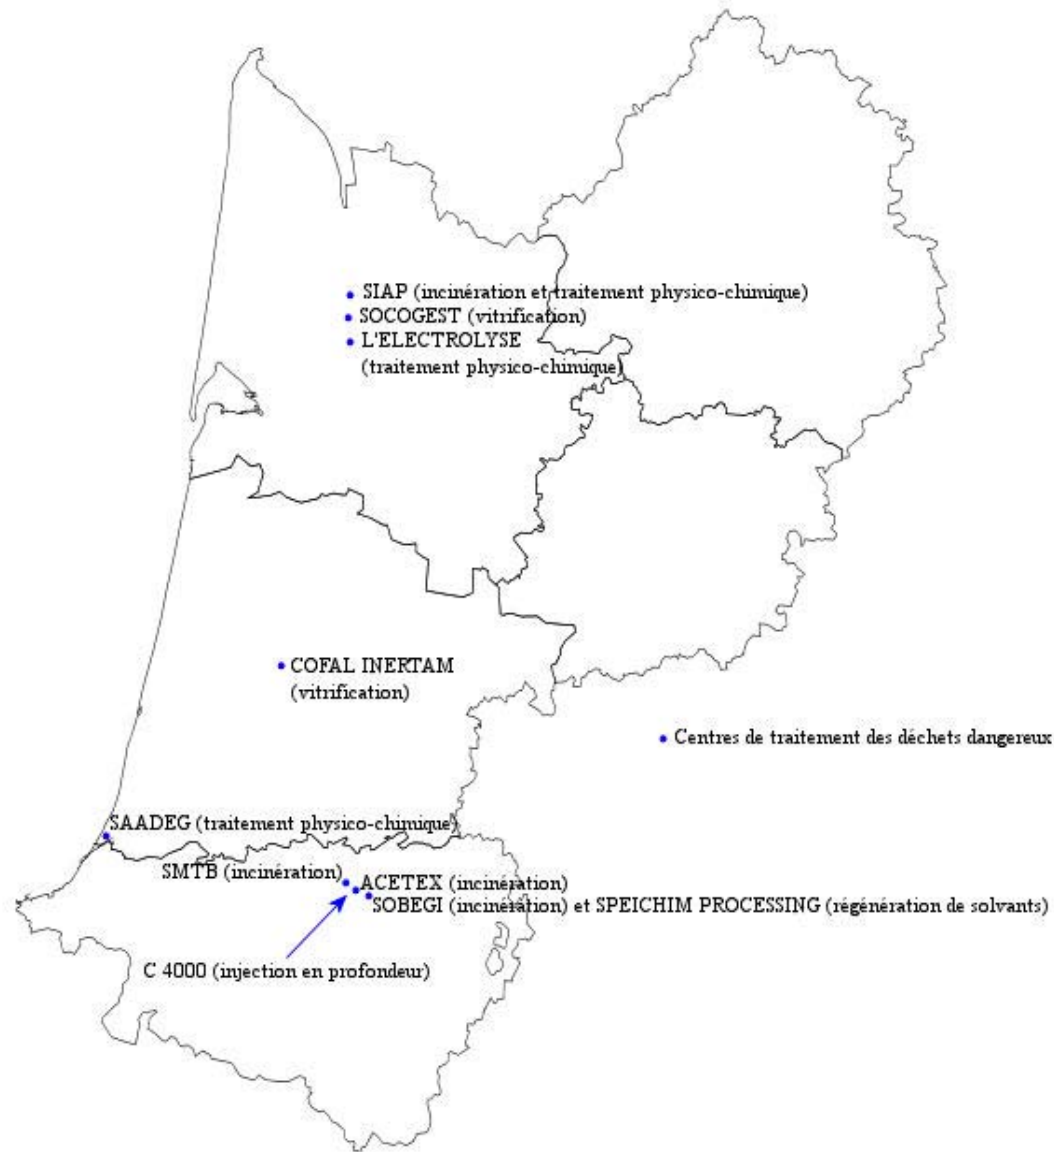 SIAP (incinération et traitement physico-chimique)
SOCOGEST (vitrification)
L'ELECTROLYSE
(traitement physico-chimique)
COFAL INERTAM
(vitrification)
Centres de traitement des déchets dangereux
SAADEG (traitement physico-chimique)
SMTB (incinération)
ACETEX (incinération)
SOBEGI (incinération) et SPEICHIM PROCESSING (régénération de solvants)
C 4000 (injection en profondeur)